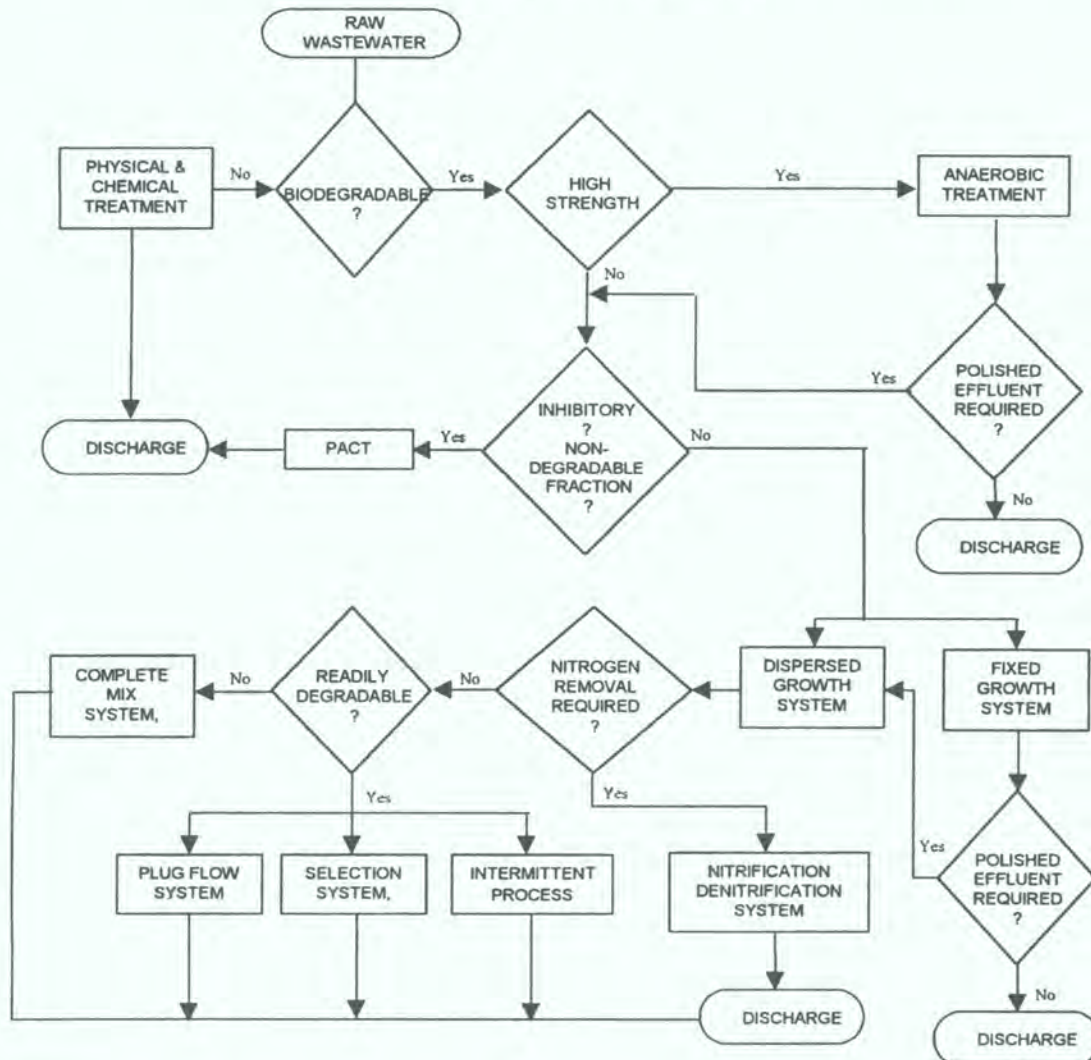 RAW
WASTEWATER
PHYSICAL &
CHEMICAL
TREATMENT
No
BIODEGRADABLE
?
Yes
HIGH
STRENGTH
Yes
ANAEROBIC
TREATMENT
No
POLISHED
EFFLUENT
REQUIRED
?
Yes
No
DISCHARGE
INHIBITORY
?
NON-
DEGRADABLE
FRACTION
?
Yes
PACT
DISCHARGE
No
DISPERSED
GROWTH
SYSTEM
FIXED
GROWTH
SYSTEM
NITROGEN
REMOVAL
REQUIRED
?
No
READILY
DEGRADABLE
?
No
COMPLETE
MIX
SYSTEM,
Yes
PLUG FLOW
SYSTEM
SELECTION
SYSTEM,
INTERMITTENT
PROCESS
Yes
NITRIFICATION
DENITRIFICATION
SYSTEM
DISCHARGE
Yes
POLISHED
EFFLUENT
REQUIRED
?
No
DISCHARGE